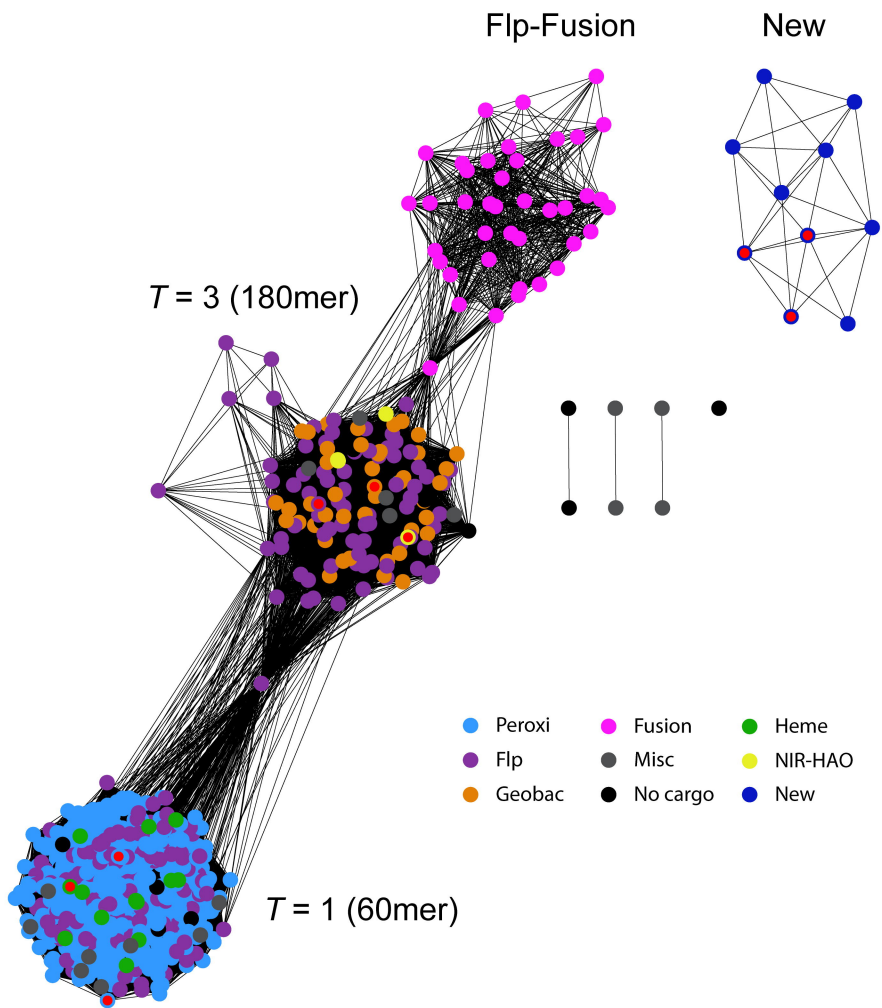 Flp-Fusion New
T = 3 (180mer)
Peroxi Fusion Heme
Flp Misc NIR-HAO
Geobac No cargo New
T = 1 (60mer)